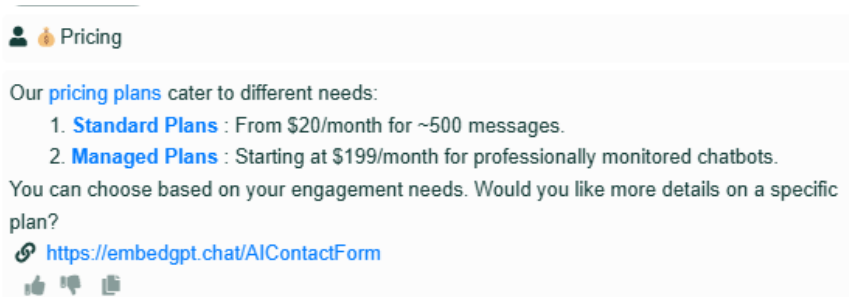 💰 Pricing
Our pricing plans cater to different needs:
1. Standard Plans : From $20/month for ~500 messages.
2. Managed Plans : Starting at $199/month for professionally monitored chatbots.
You can choose based on your engagement needs. Would you like more details on a specific
plan?
https://embedgpt.chat/AIContactForm